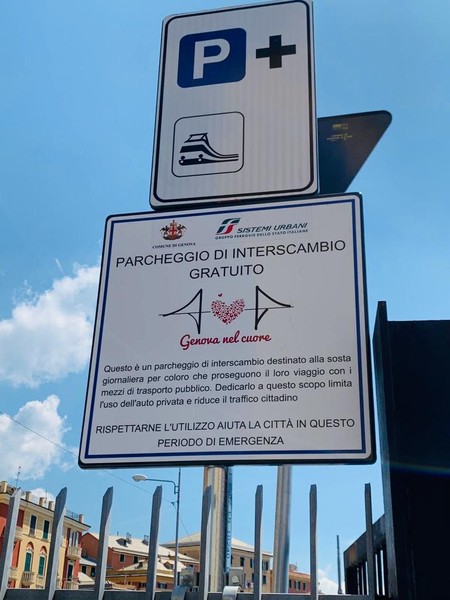 P +
COMUNE DI GENOVA
SISTEMI URBANI
GRUPPO FERROVIE DELLO STATO ITALIANE
PARCHEGGIO DI INTERSCAMBIO
GRATUITO
Genova nel cuore
Questo è un parcheggio di interscambio destinato alla sosta
giornaliera per coloro che proseguono il loro viaggio con i
mezzi di trasporto pubblico. Dedicarlo a questo scopo limita
l'uso dell'auto privata e riduce il traffico cittadino
RISPETTARNE L'UTILIZZO AIUTA LA CITTÀ IN QUESTO
PERIODO DI EMERGENZA